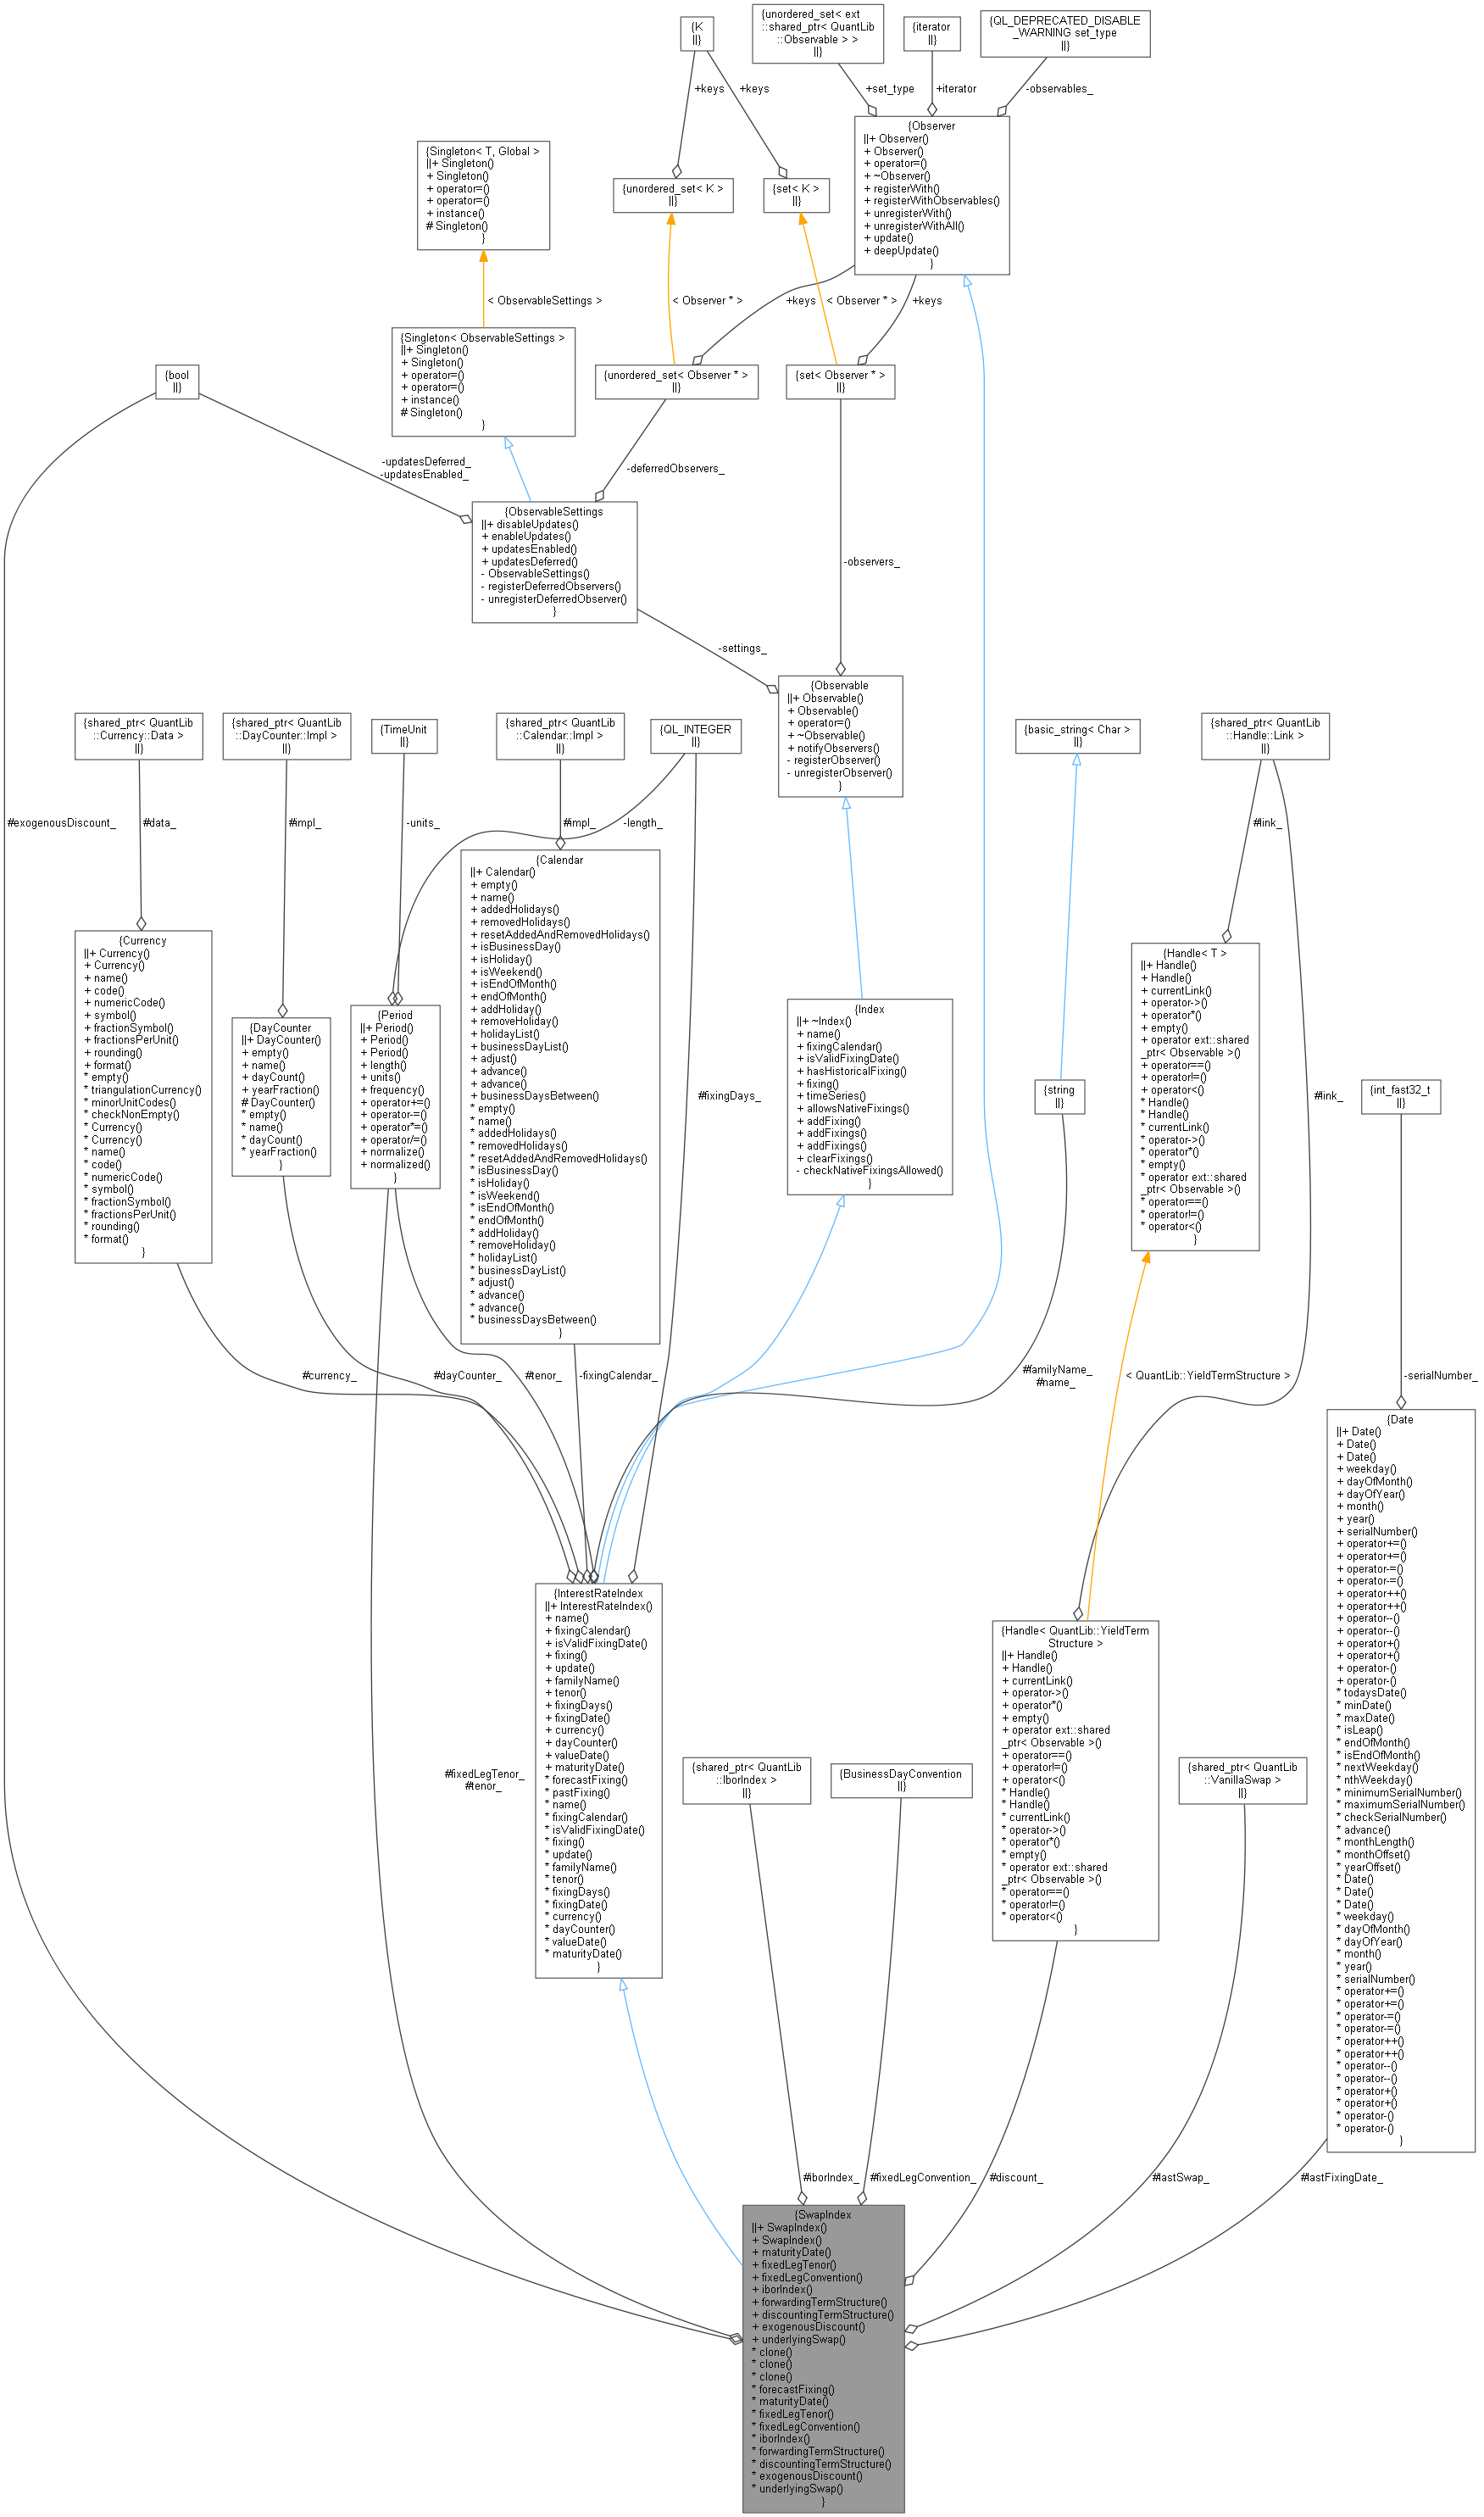 {K
||}
{unordered_set< ext
::shared_ptr< QuantLib
::Observable > >
||}
{iterator
||}
{QL_DEPRECATED_DISABLE
_WARNING set_type
||}
+keys
+keys
+set_type
+iterator
-observables_
{Singleton< T, Global >
||+ Singleton()
+ Singleton()
+ operator=()
+ operator=()
+ instance()
# Singleton()
}
{unordered_set< K >
||}
{set< K >
||}
{Observer
||+ Observer()
+ Observer()
+ operator=()
+ ~Observer()
+ registerWith()
+ registerWithObservables()
+ unregisterWith()
+ unregisterWithAll()
+ update()
+ deepUpdate()
}
< ObservableSettings >
< Observer * >
+keys
< Observer * >
+keys
{bool
||}
{Singleton< ObservableSettings >
||+ Singleton()
+ Singleton()
+ operator=()
+ operator=()
+ instance()
# Singleton()
}
{unordered_set< Observer * >
||}
{set< Observer * >
||}
-updatesDeferred_
-updatesEnabled_
-deferredObservers_
{ObservableSettings
||+ disableUpdates()
+ enableUpdates()
+ updatesEnabled()
+ updatesDeferred()
- ObservableSettings()
- registerDeferredObservers()
- unregisterDeferredObserver()
}
-observers_
-settings_
{Observable
||+ Observable()
+ Observable()
+ operator=()
+ ~Observable()
+ notifyObservers()
- registerObserver()
- unregisterObserver()
}
{shared_ptr< QuantLib
::Currency::Data >
||}
{shared_ptr< QuantLib
::DayCounter::Impl >
||}
{TimeUnit
||}
{shared_ptr< QuantLib
::Calendar::Impl >
||}
{QL_INTEGER
||}
{basic_string< Char >
||}
{shared_ptr< QuantLib
::Handle::Link >
||}
#exogenousDiscount_
#data_
#impl_
-units_
#impl_
-length_
#link_
{Currency
||+ Currency()
+ Currency()
+ name()
+ code()
+ numericCode()
+ symbol()
+ fractionSymbol()
+ fractionsPerUnit()
+ rounding()
+ format()
* empty()
* triangulationCurrency()
* minorUnitCodes()
* checkNonEmpty()
* Currency()
* Currency()
* name()
* code()
* numericCode()
* symbol()
* fractionSymbol()
* fractionsPerUnit()
* rounding()
* format()
}
{DayCounter
||+ DayCounter()
+ empty()
+ name()
+ dayCount()
+ yearFraction()
# DayCounter()
* empty()
* name()
* dayCount()
* yearFraction()
}
{Period
||+ Period()
+ Period()
+ Period()
+ length()
+ units()
+ frequency()
+ operator+=()
+ operator-=()
+ operator*=()
+ operator/=()
+ normalize()
+ normalized()
}
{Calendar
||+ Calendar()
+ empty()
+ name()
+ addedHolidays()
+ removedHolidays()
+ resetAddedAndRemovedHolidays()
+ isBusinessDay()
+ isHoliday()
+ isWeekend()
+ isEndOfMonth()
+ endOfMonth()
+ addHoliday()
+ removeHoliday()
+ holidayList()
+ businessDayList()
+ adjust()
+ advance()
+ advance()
+ businessDaysBetween()
* empty()
* name()
* addedHolidays()
* removedHolidays()
* resetAddedAndRemovedHolidays()
* isBusinessDay()
* isHoliday()
* isWeekend()
* isEndOfMonth()
* endOfMonth()
* addHoliday()
* removeHoliday()
* holidayList()
* businessDayList()
* adjust()
* advance()
* advance()
* businessDaysBetween()
}
#fixingDays_
{Index
||+ ~Index()
+ name()
+ fixingCalendar()
+ isValidFixingDate()
+ hasHistoricalFixing()
+ fixing()
+ timeSeries()
+ allowsNativeFixings()
+ addFixing()
+ addFixings()
+ addFixings()
+ clearFixings()
- checkNativeFixingsAllowed()
}
{string
||}
{Handle< T >
||+ Handle()
+ Handle()
+ currentLink()
+ operator->()
+ operator*()
+ empty()
+ operator ext::shared
_ptr< Observable >()
+ operator==()
+ operator!=()
+ operator<()
* Handle()
* Handle()
* currentLink()
* operator->()
* operator*()
* empty()
* operator ext::shared
_ptr< Observable >()
* operator==()
* operator!=()
* operator<()
}
#link_
{int_fast32_t
||}
#currency_
#dayCounter_
#tenor_
-fixingCalendar_
#familyName_
#name_
< QuantLib::YieldTermStructure >
-serialNumber_
{InterestRateIndex
||+ InterestRateIndex()
+ name()
+ fixingCalendar()
+ isValidFixingDate()
+ fixing()
+ update()
+ familyName()
+ tenor()
+ fixingDays()
+ fixingDate()
+ currency()
+ dayCounter()
+ valueDate()
+ maturityDate()
* forecastFixing()
* pastFixing()
* name()
* fixingCalendar()
* isValidFixingDate()
* fixing()
* update()
* familyName()
* tenor()
* fixingDays()
* fixingDate()
* currency()
* dayCounter()
* valueDate()
* maturityDate()
}
{Handle< QuantLib::YieldTerm
Structure >
||+ Handle()
+ Handle()
+ currentLink()
+ operator->()
+ operator*()
+ empty()
+ operator ext::shared
_ptr< Observable >()
+ operator==()
+ operator!=()
+ operator<()
* Handle()
* Handle()
* currentLink()
* operator->()
* operator*()
* empty()
* operator ext::shared
_ptr< Observable >()
* operator==()
* operator!=()
* operator<()
}
{Date
||+ Date()
+ Date()
+ Date()
+ weekday()
+ dayOfMonth()
+ dayOfYear()
+ month()
+ year()
+ serialNumber()
+ operator+=()
+ operator+=()
+ operator-=()
+ operator-=()
+ operator++()
+ operator++()
+ operator--()
+ operator--()
+ operator+()
+ operator+()
+ operator-()
+ operator-()
* todaysDate()
* minDate()
* maxDate()
* isLeap()
* endOfMonth()
* isEndOfMonth()
* nextWeekday()
* nthWeekday()
* minimumSerialNumber()
* maximumSerialNumber()
* checkSerialNumber()
* advance()
* monthLength()
* monthOffset()
* yearOffset()
* Date()
* Date()
* Date()
* weekday()
* dayOfMonth()
* dayOfYear()
* month()
* year()
* serialNumber()
* operator+=()
* operator+=()
* operator-=()
* operator-=()
* operator++()
* operator++()
* operator--()
* operator--()
* operator+()
* operator+()
* operator-()
* operator-()
}
#fixedLegTenor_
#tenor_
{shared_ptr< QuantLib
::IborIndex >
||}
{BusinessDayConvention
||}
{shared_ptr< QuantLib
::VanillaSwap >
||}
#iborIndex_
#fixedLegConvention_
#discount_
#lastSwap_
#lastFixingDate_
{SwapIndex
||+ SwapIndex()
+ SwapIndex()
+ maturityDate()
+ fixedLegTenor()
+ fixedLegConvention()
+ iborIndex()
+ forwardingTermStructure()
+ discountingTermStructure()
+ exogenousDiscount()
+ underlyingSwap()
* clone()
* clone()
* clone()
* forecastFixing()
* maturityDate()
* fixedLegTenor()
* fixedLegConvention()
* iborIndex()
* forwardingTermStructure()
* discountingTermStructure()
* exogenousDiscount()
* underlyingSwap()
}